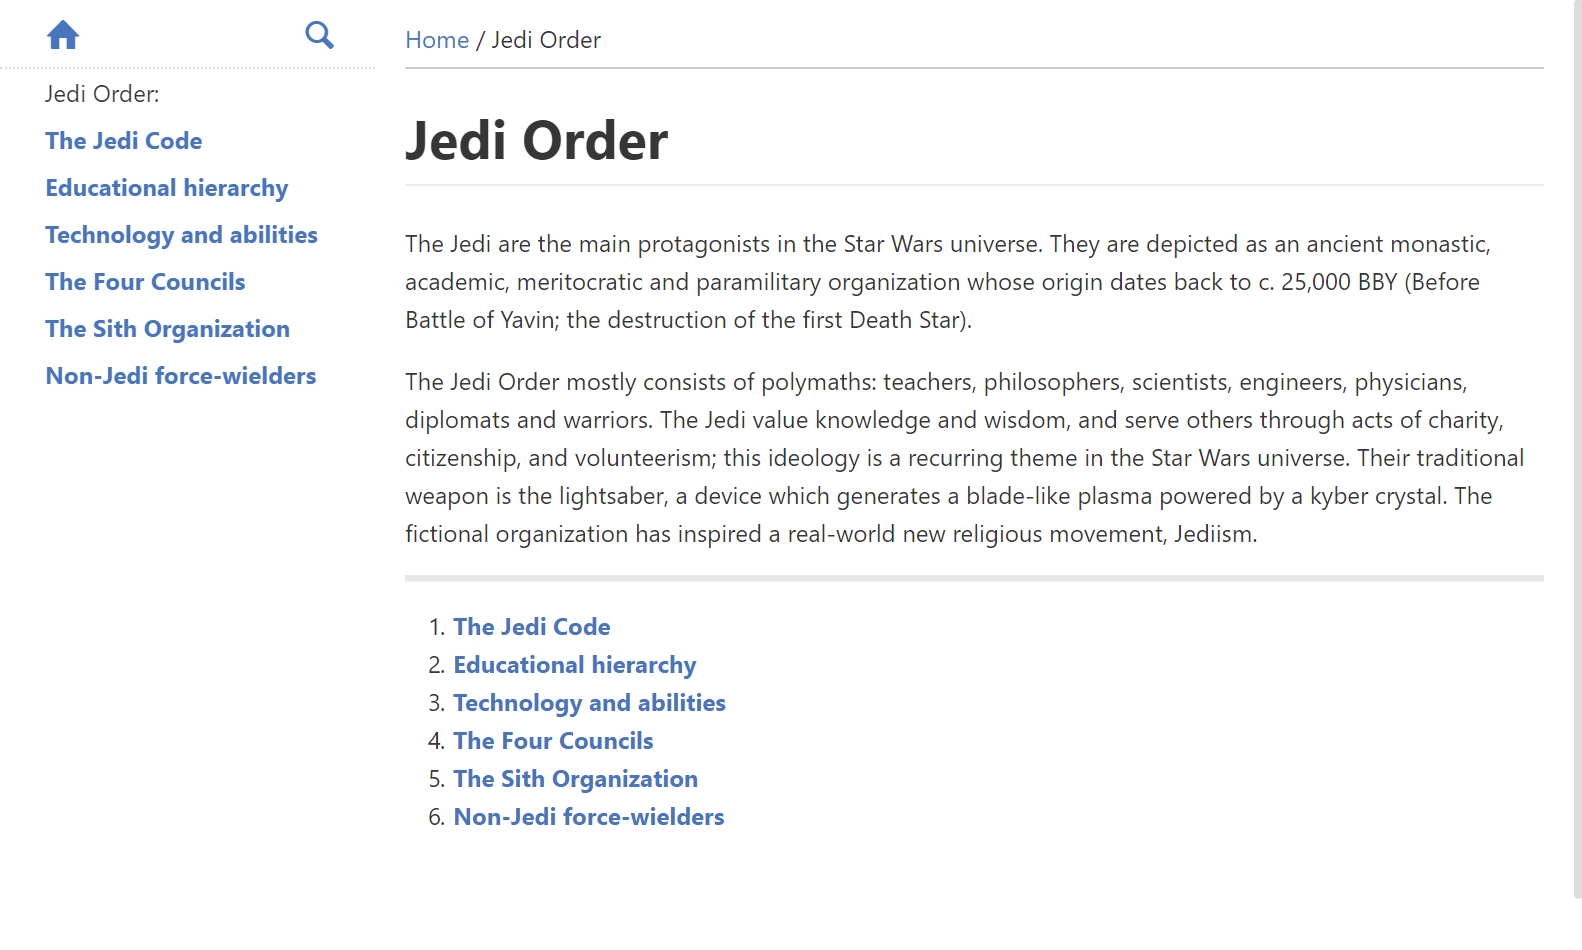 Jedi Order:
The Jedi Code
Educational hierarchy
Technology and abilities
The Four Councils
The Sith Organization
Non-Jedi force-wielders
Home / Jedi Order
Jedi Order
The Jedi are the main protagonists in the Star Wars universe. They are depicted as an ancient monastic,
academic, meritocratic and paramilitary organization whose origin dates back to c. 25,000 BBY (Before
Battle of Yavin; the destruction of the first Death Star).
The Jedi Order mostly consists of polymaths: teachers, philosophers, scientists, engineers, physicians,
diplomats and warriors. The Jedi value knowledge and wisdom, and serve others through acts of charity,
citizenship, and volunteerism; this ideology is a recurring theme in the Star Wars universe. Their traditional
weapon is the lightsaber, a device which generates a blade-like plasma powered by a kyber crystal. The
fictional organization has inspired a real-world new religious movement, Jediism.
1. The Jedi Code
2. Educational hierarchy
3. Technology and abilities
4. The Four Councils
5. The Sith Organization
6. Non-Jedi force-wielders